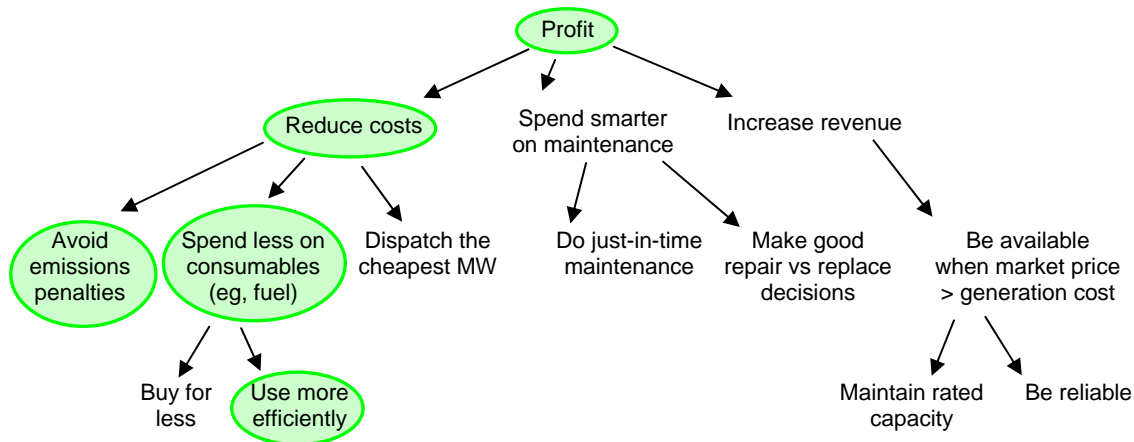 Profit
Reduce costs
Spend smarter
on maintenance
Increase revenue
Avoid
emissions
penalties
Spend less on
consumables
(eg, fuel)
Dispatch the
cheapest MW
Do just-in-time
maintenance
Make good
repair vs replace
decisions
Be available
when market price
> generation cost
Buy for
less
Use more
efficiently
Maintain rated
capacity
Be reliable